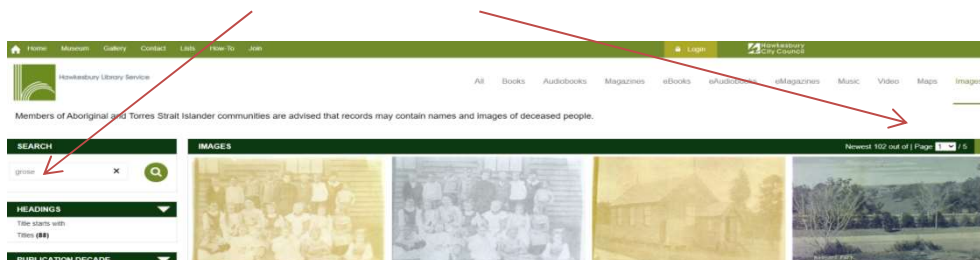 Home Museum Gallery Contact Lists How-To Join Login Hawkesbury City Council
Hawkesbury Library Service
All Books Audiobooks Magazines eBooks eAudiobooks eMagazines Music Video Maps Images
Members of Aboriginal and Torres Strait Islander communities are advised that records may contain names and images of deceased people.
SEARCH
IMAGES
Newest 102 out of | Page 1 / 5
grose
HEADINGS
Title starts with
Titles (88)
PUBLICATION DECADE